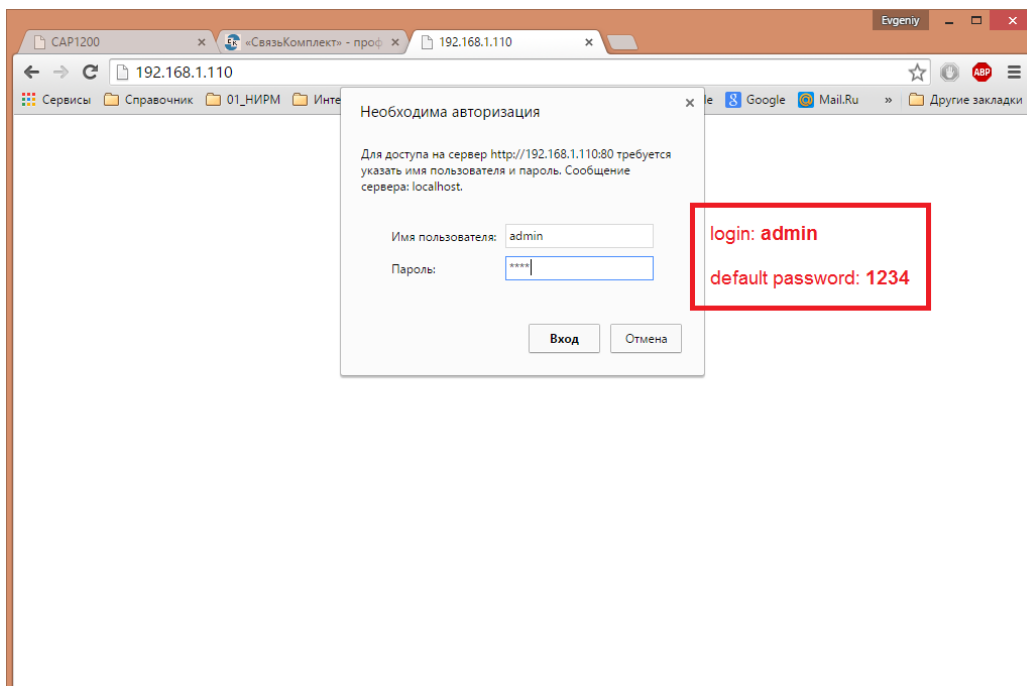 Evgeniy
CAP1200
«СвязьКомплект» - проф
192.168.1.110
192.168.1.110
ABP
Сервисы Справочник 01_НИРМ Инте le Google Mail.Ru » Другие закладки
Необходима авторизация
Для доступа на сервер http://192.168.1.110:80 требуется
указать имя пользователя и пароль. Сообщение
сервера: localhost.
Имя пользователя: admin
Пароль: ****
Вход Отмена
login: admin
default password: 1234